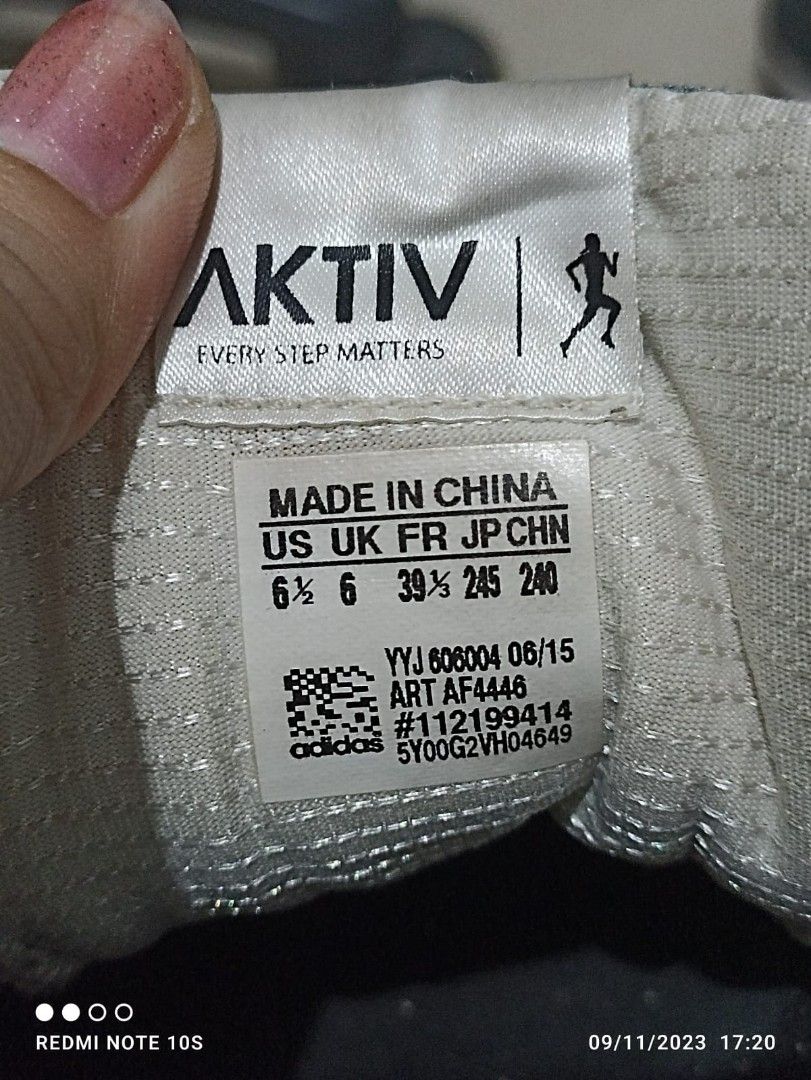 AKTIV
EVERY STEP MATTERS
MADE IN CHINA
US UK FR JP CHN
6½ 6 39⅓ 245 240
YYJ 606004 06/15
ART AF4446
#112199414
adidas
5Y00G2VH04649
REDMI NOTE 10S
09/11/2023 17:20